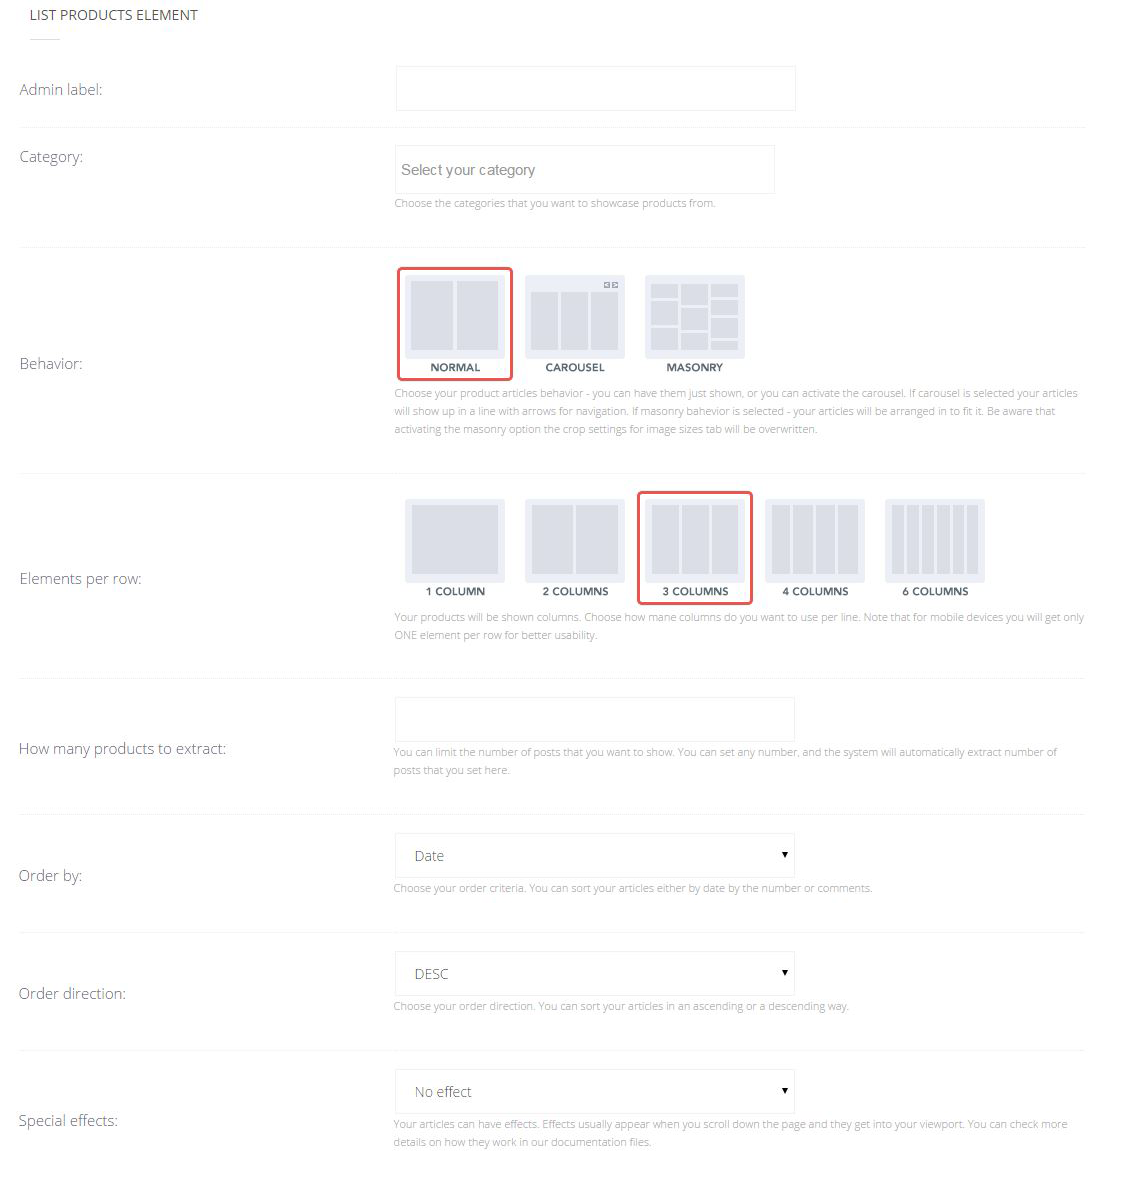 LIST PRODUCTS ELEMENT
Admin label:
Category:
Select your category
Choose the categories that you want to showcase products from.
Behavior:
NORMAL CAROUSEL MASONRY
Choose your product articles behavior - you can have them just shown, or you can activate the carousel. If carousel is selected your articles
will show up in a line with arrows for navigation. If masonry bahevior is selected - your articles will be arranged in to fit it. Be aware that
activating the masonry option the crop settings for image sizes tab will be overwritten.
Elements per row:
1 COLUMN 2 COLUMNS 3 COLUMNS 4 COLUMNS 6 COLUMNS
Your products will be shown columns. Choose how mane columns do you want to use per line. Note that for mobile devices you will get only
ONE element per row for better usability.
How many products to extract:
You can limit the number of posts that you want to show. You can set any number, and the system will automatically extract number of
posts that you set here.
Order by:
Date
Choose your order criteria. You can sort your articles either by date by the number or comments.
Order direction:
DESC
Choose your order direction. You can sort your articles in an ascending or a descending way.
Special effects:
No effect
Your articles can have effects. Effects usually appear when you scroll down the page and they get into your viewport. You can check more
details on how they work in our documentation files.